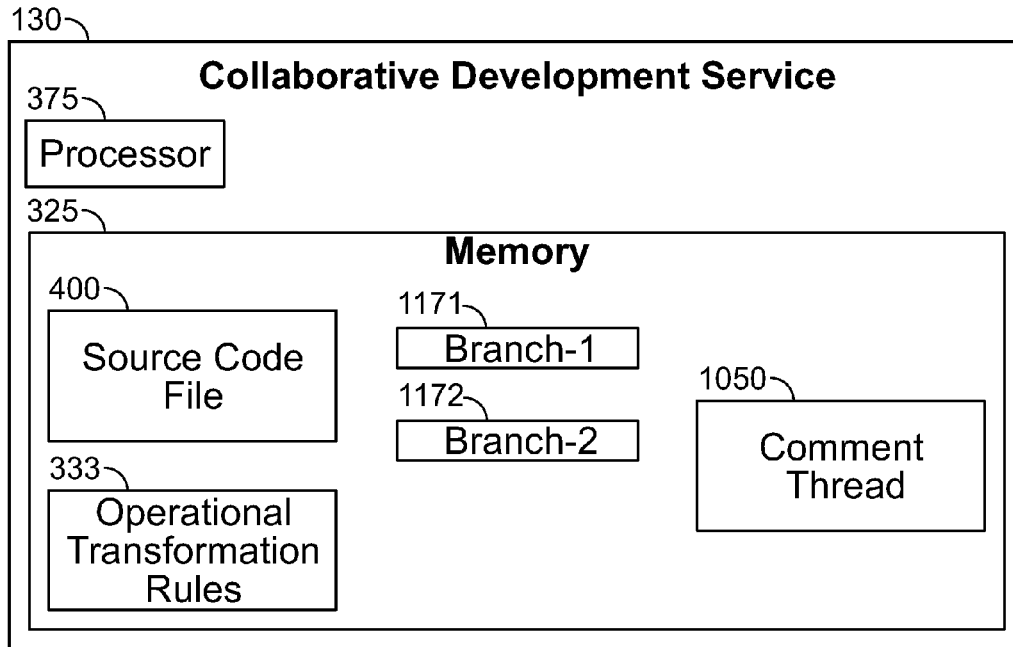 130
Collaborative Development Service
375
Processor
325
Memory
400
Source Code
File
1171
Branch-1
1172
Branch-2
1050
Comment
Thread
333
Operational
Transformation
Rules